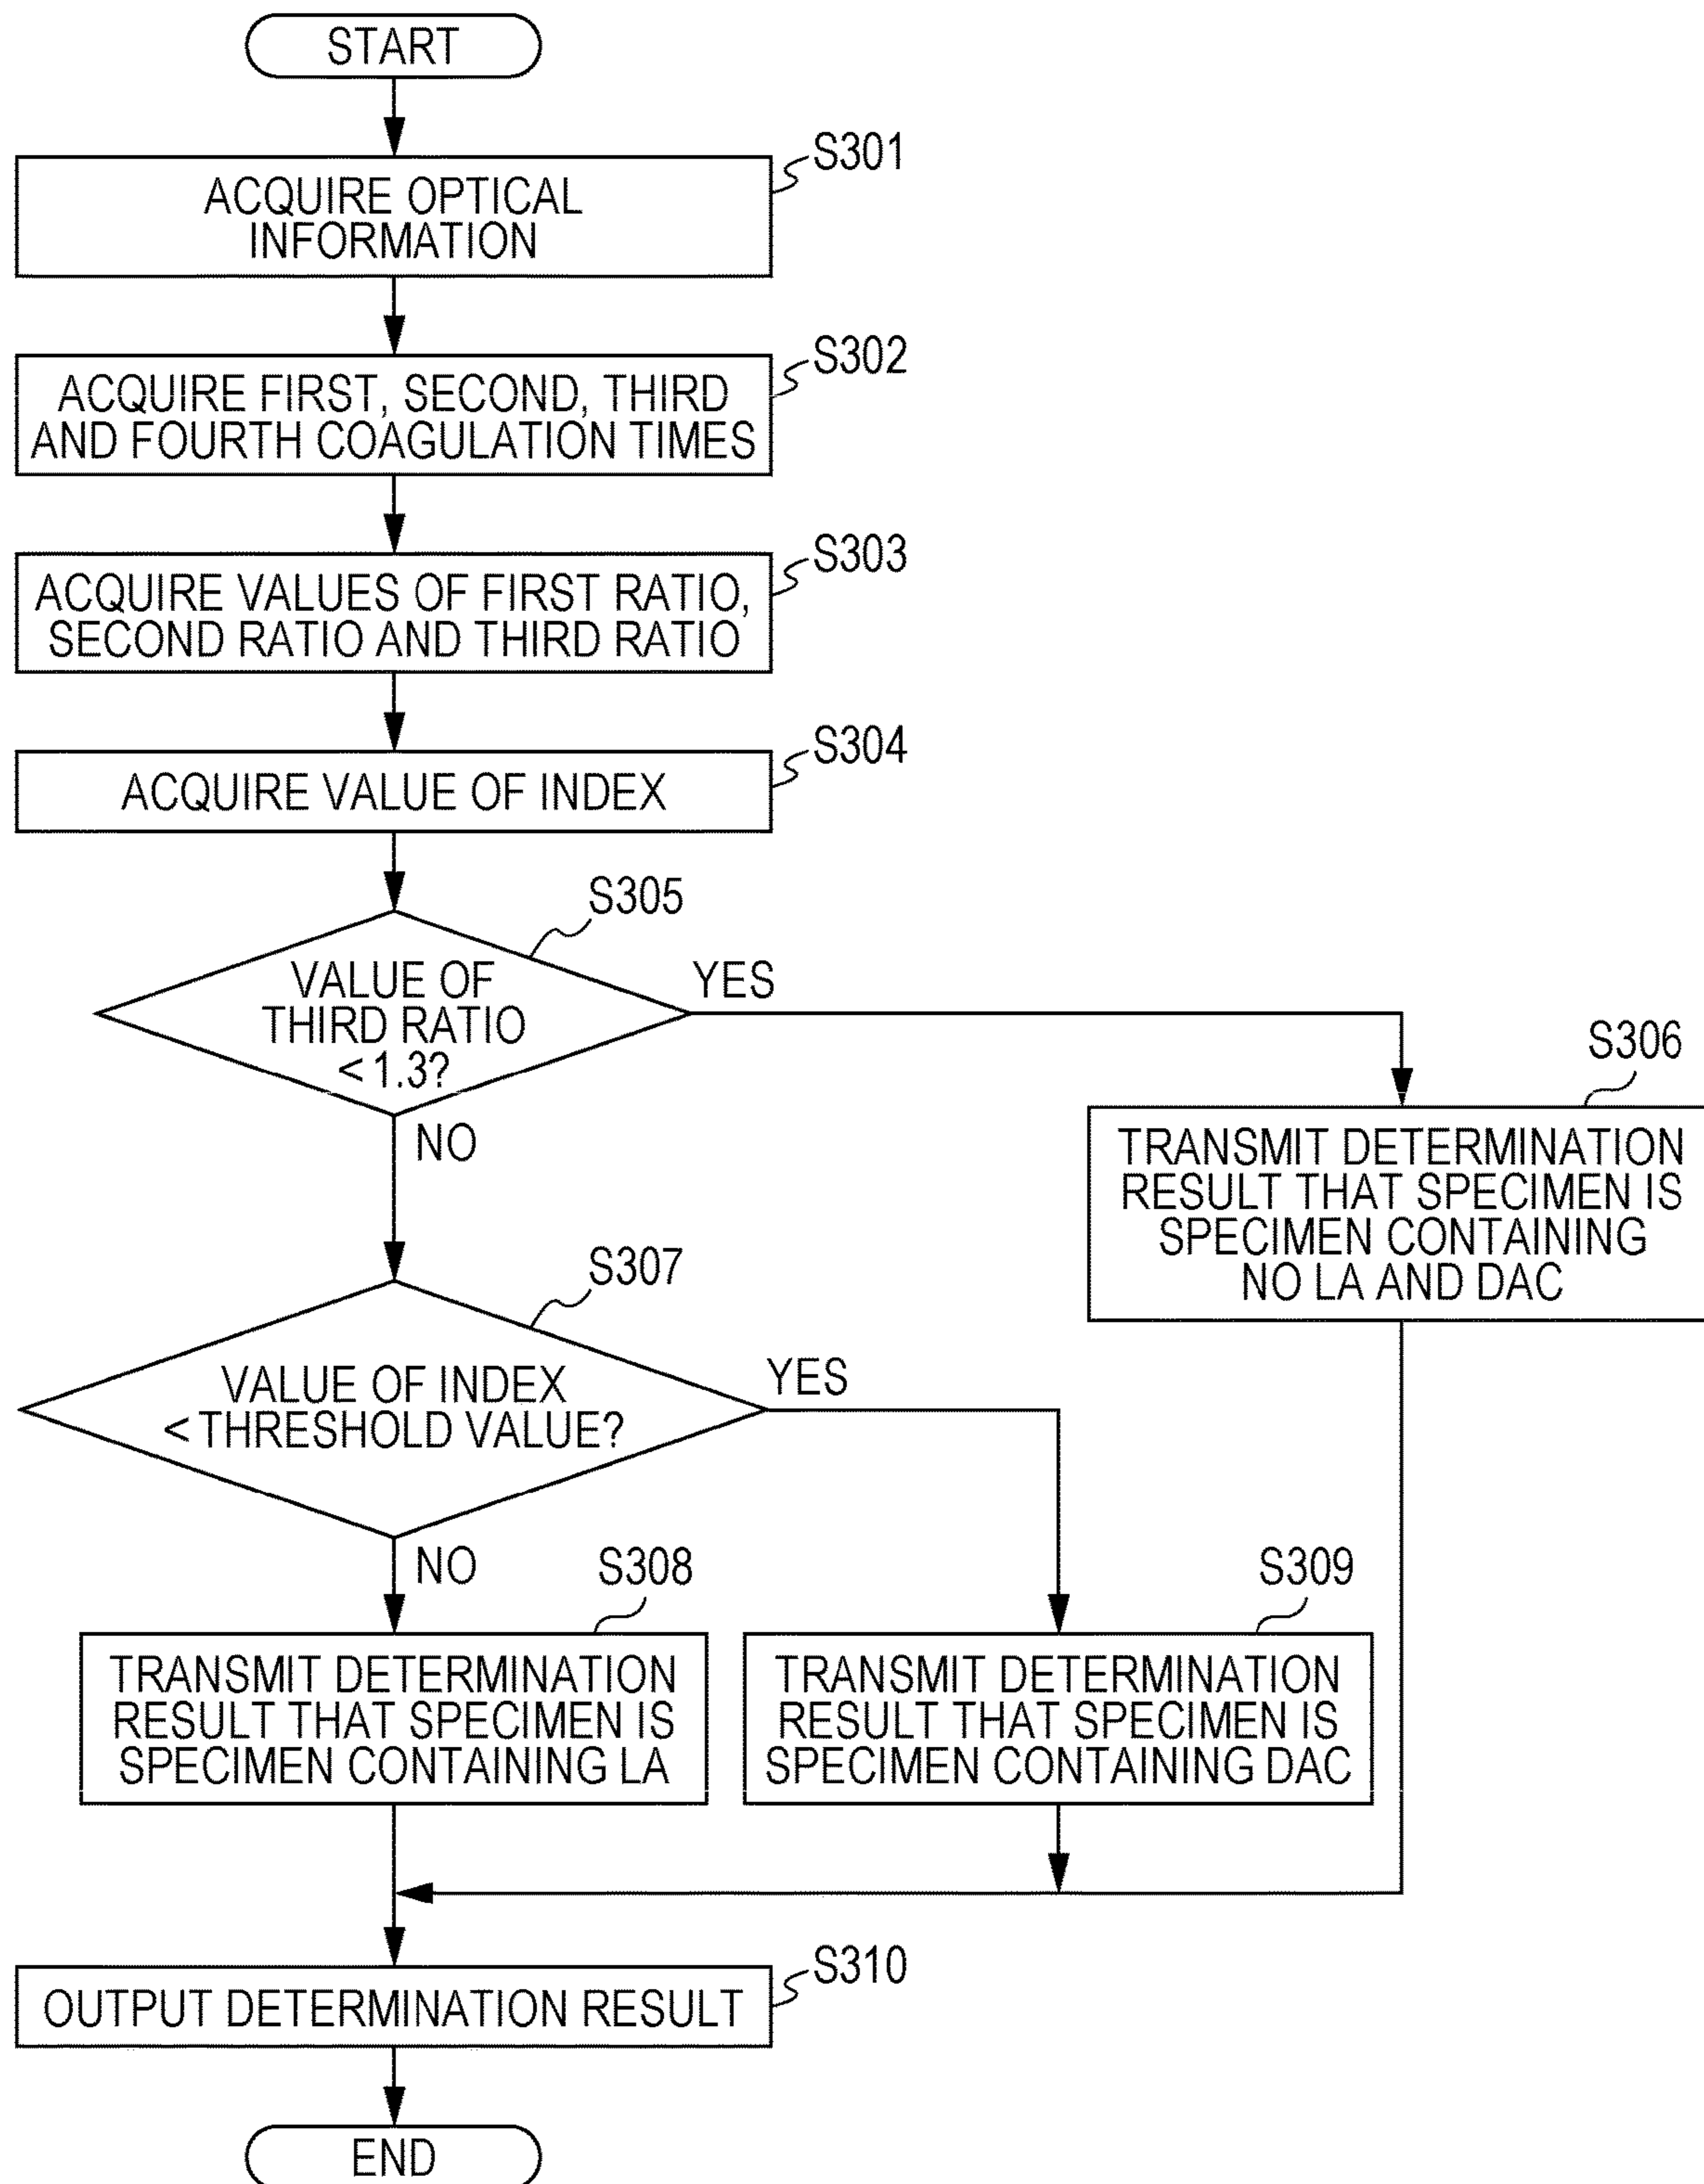 START
S301
ACQUIRE OPTICAL
INFORMATION
S302
ACQUIRE FIRST, SECOND, THIRD
AND FOURTH COAGULATION TIMES
S303
ACQUIRE VALUES OF FIRST RATIO,
SECOND RATIO AND THIRD RATIO
S304
ACQUIRE VALUE OF INDEX
S305
VALUE OF
THIRD RATIO
< 1.3?
YES
NO
S306
TRANSMIT DETERMINATION
RESULT THAT SPECIMEN IS
SPECIMEN CONTAINING
NO LA AND DAC
S307
VALUE OF INDEX
< THRESHOLD VALUE?
YES
NO
S308
TRANSMIT DETERMINATION
RESULT THAT SPECIMEN IS
SPECIMEN CONTAINING LA
S309
TRANSMIT DETERMINATION
RESULT THAT SPECIMEN IS
SPECIMEN CONTAINING DAC
S310
OUTPUT DETERMINATION RESULT
END